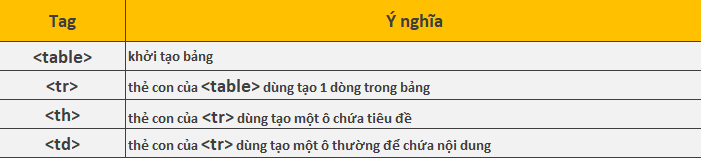 Tag Ý nghĩa
<table> khởi tạo bảng
<tr> thẻ con của <table> dùng tạo 1 dòng trong bảng
<th> thẻ con của <tr> dùng tạo một ô chứa tiêu đề
<td> thẻ con của <tr> dùng tạo một ô thường để chứa nội dung